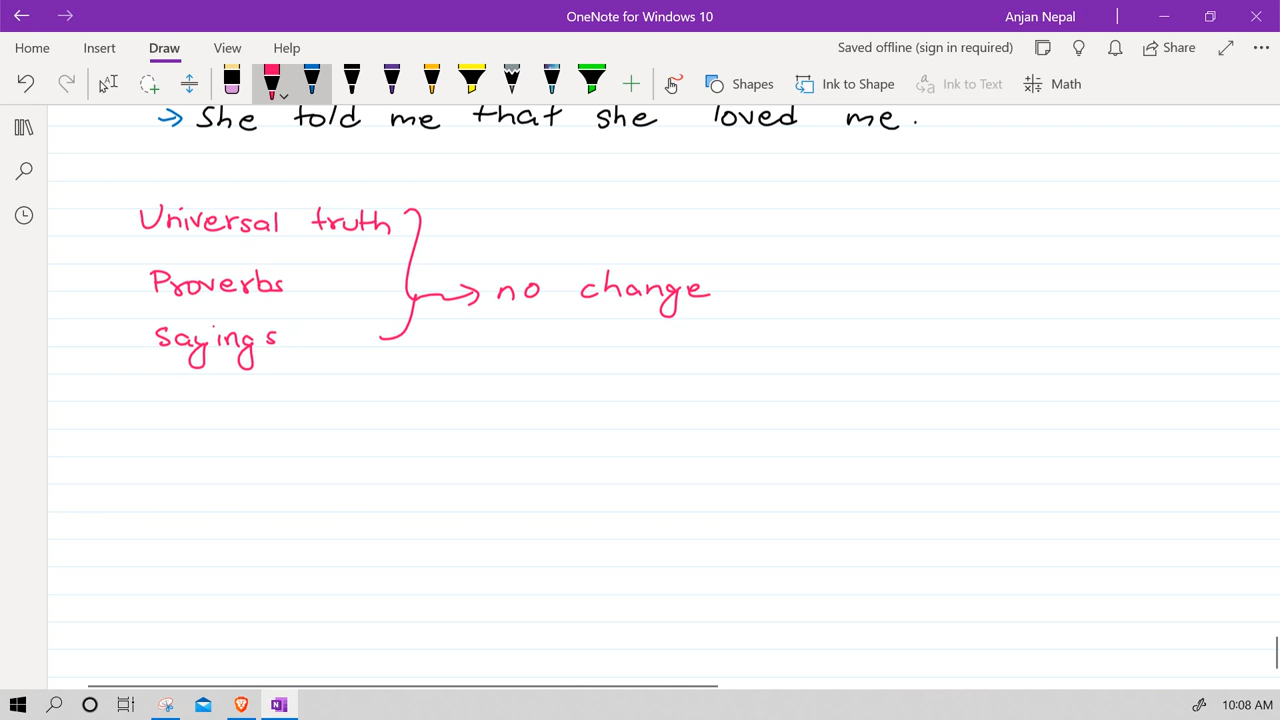 OneNote for Windows 10
Anjan Nepal
Home Insert Draw View Help
Saved offline (sign in required)
Share
Shapes
Ink to Shape
Ink to Text
Math
→ She told me that she loved me.
Universal truth
Proverbs
sayings
→ no change
10:08 AM